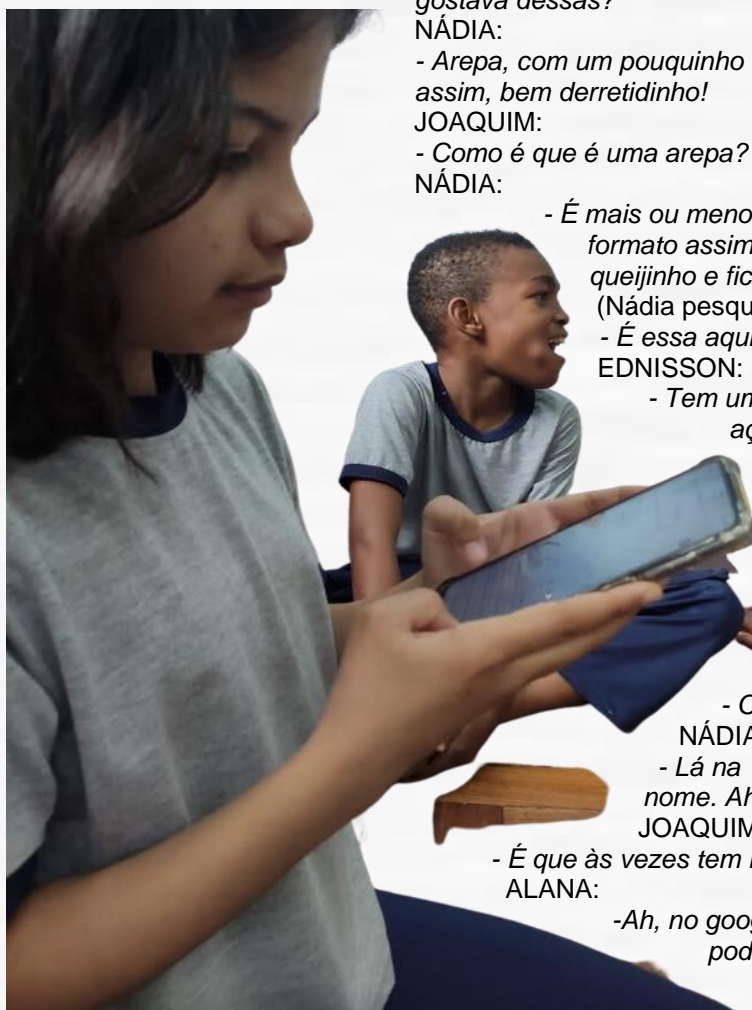 gostava dessas?
NÁDIA:
- Arepa, com um pouquinho
assim, bem derretidinho!
JOAQUIM:
- Como é que é uma arepa?
NÁDIA:
- É mais ou meno
formato assim
queijinho e fic
(Nádia pesqu
- É essa aqui
EDNISSON:
- Tem um
aç
- C
NÁDIA
- Lá na
nome. Ah
JOAQUIM
- É que às vezes tem
ALANA:
-Ah, no goog
pod